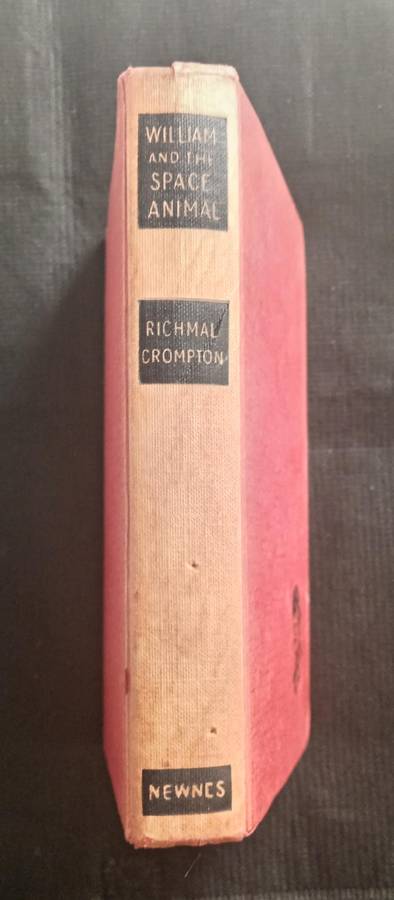 WILLIAM
AND THE
SPACE
ANIMAL
RICHMAL
CROMPTON
NEWNES